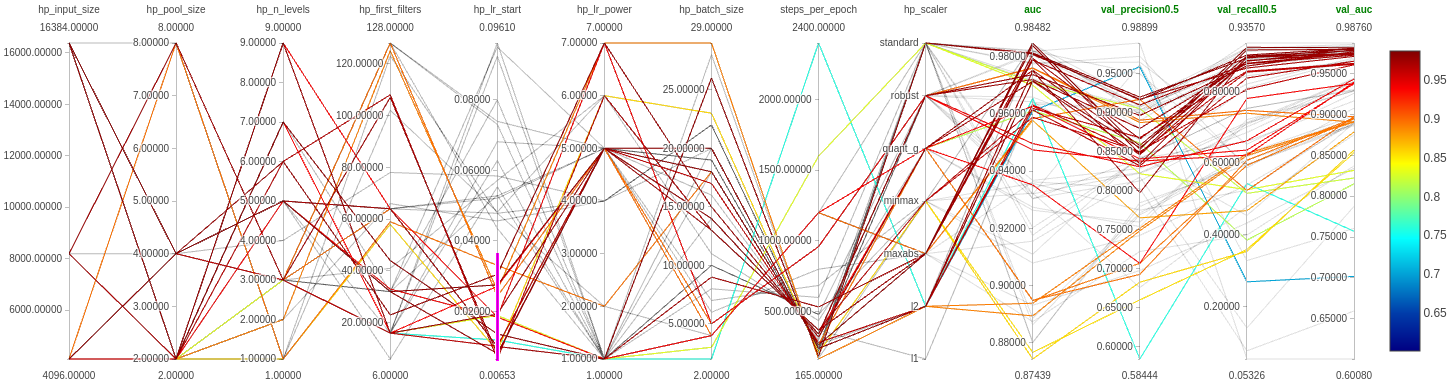 hp_input_size hp_pool_size hp_n_levels hp_first_filters hp_lr_start hp_lr_power hp_batch_size steps_per_epoch hp_scaler auc val_precision0.5 val_recall0.5 val_auc
16384.00000 8.00000 9.00000 128.00000 0.09610 7.00000 29.00000 2400.00000 0.98482 0.98899 0.93570 0.98760
16000.00000 14000.00000 12000.00000 10000.00000 8000.00000 6000.00000
8.00000 7.00000 6.00000 5.00000 4.00000 3.00000 2.00000
9.00000 8.00000 7.00000 6.00000 5.00000 4.00000 3.00000 2.00000 1.00000
120.00000 100.00000 80.00000 60.00000 40.00000 20.00000
0.08000 0.06000 0.04000 0.02000
7.00000 6.00000 5.00000 4.00000 3.00000 2.00000 1.00000
25.00000 20.00000 15.00000 10.00000 5.00000
2000.00000 1500.00000 1000.00000 500.00000
standard robust quant_g minmax maxabs l2 l1
0.98000 0.96000 0.94000 0.92000 0.90000 0.88000
0.95000 0.90000 0.85000 0.80000 0.75000 0.70000 0.65000 0.60000
0.80000 0.60000 0.40000 0.20000
0.95000 0.90000 0.85000 0.80000 0.75000 0.70000 0.65000
0.95 0.9 0.85 0.8 0.75 0.7 0.65
4096.00000 2.00000 1.00000 6.00000 0.00653 1.00000 2.00000 165.00000 0.87439 0.58444 0.05326 0.60080